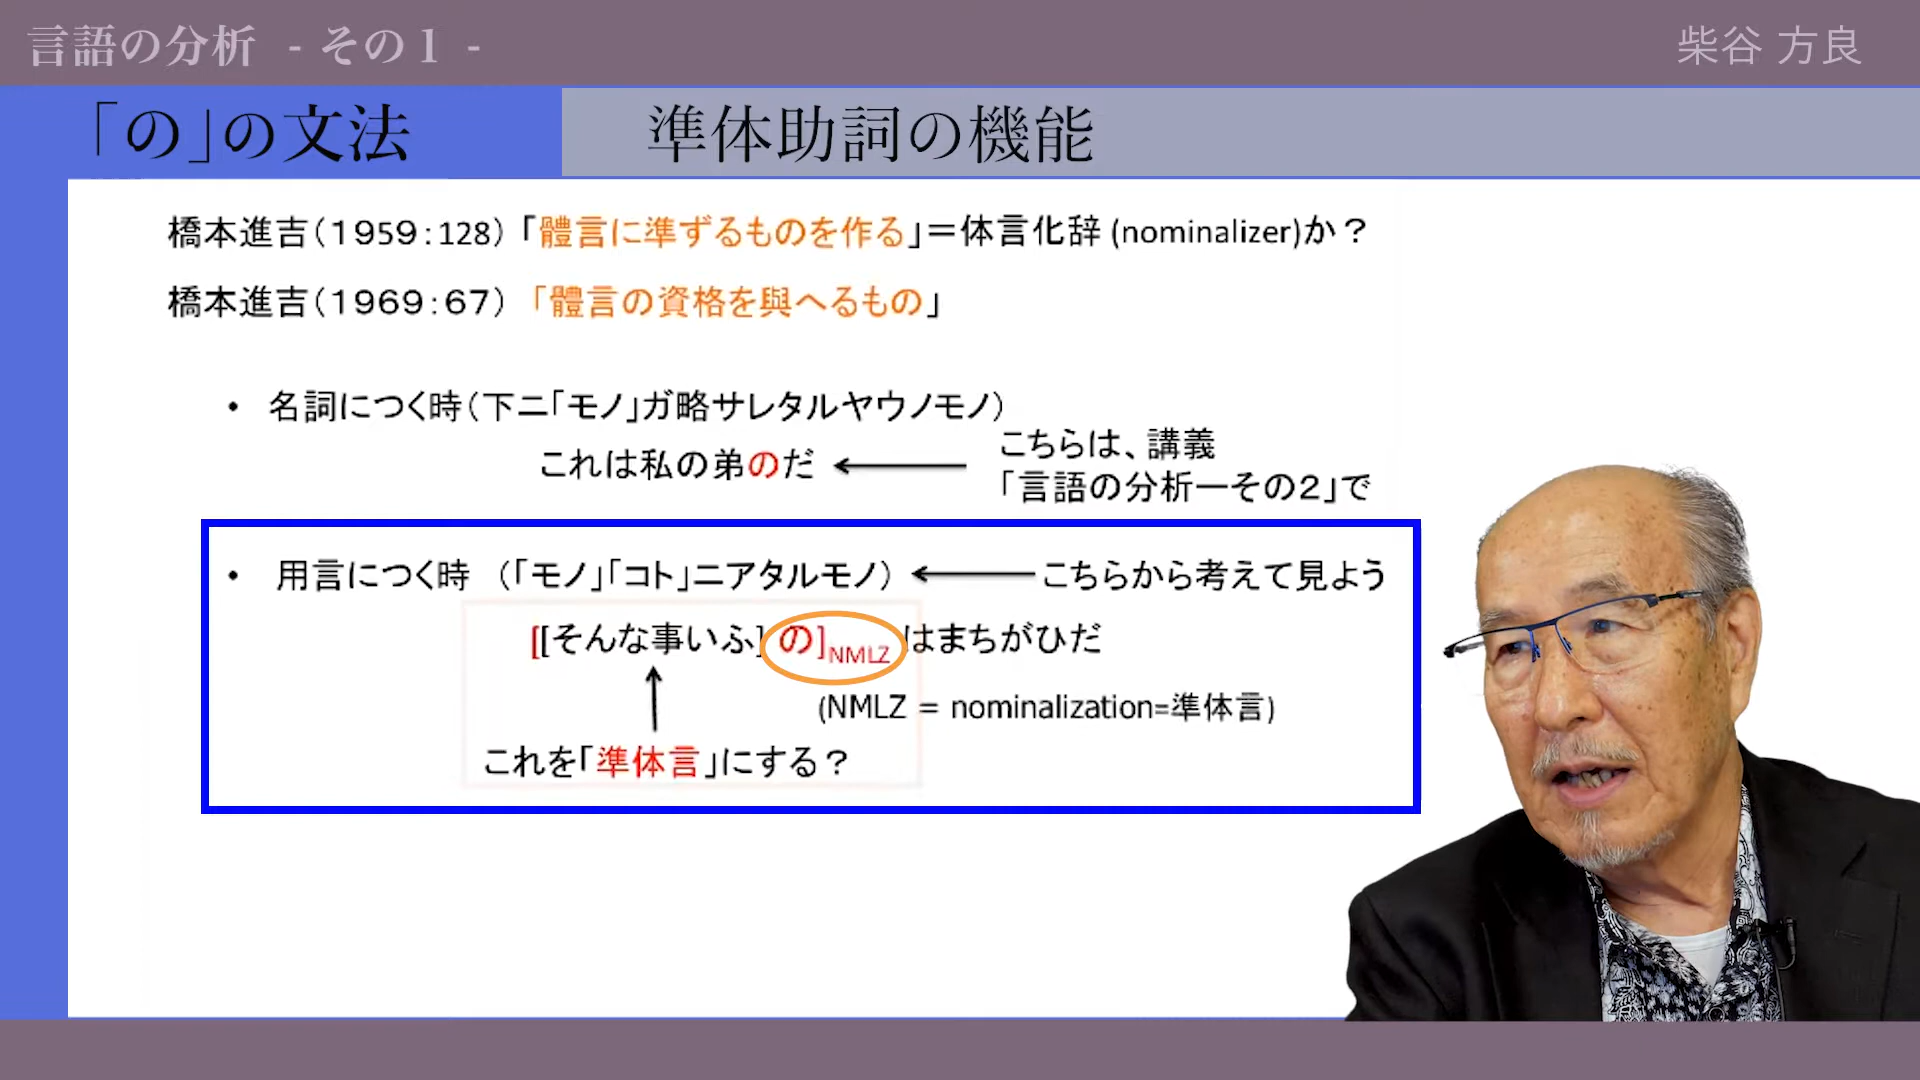 言語の分析 - その１ -
柴谷 方良
「の」の文法
準体助詞の機能
橋本進吉（１９５９：128）「體言に準ずるものを作る」＝体言化辞 (nominalizer)か？
橋本進吉（１９６９：６７）「體言の資格を與へるもの」
• 名詞につく時（下ニ「モノ」ガ略サレタルヤウノモノ）
これは私の弟のだ ← こちらは、講義
「言語の分析ーその２」で
• 用言につく時 （「モノ」「コト」ニアタルモノ） ← こちらから考えて見よう
[[そんな事いふ] の]NMLZ はまちがひだ
(NMLZ = nominalization=準体言)
これを「準体言」にする？